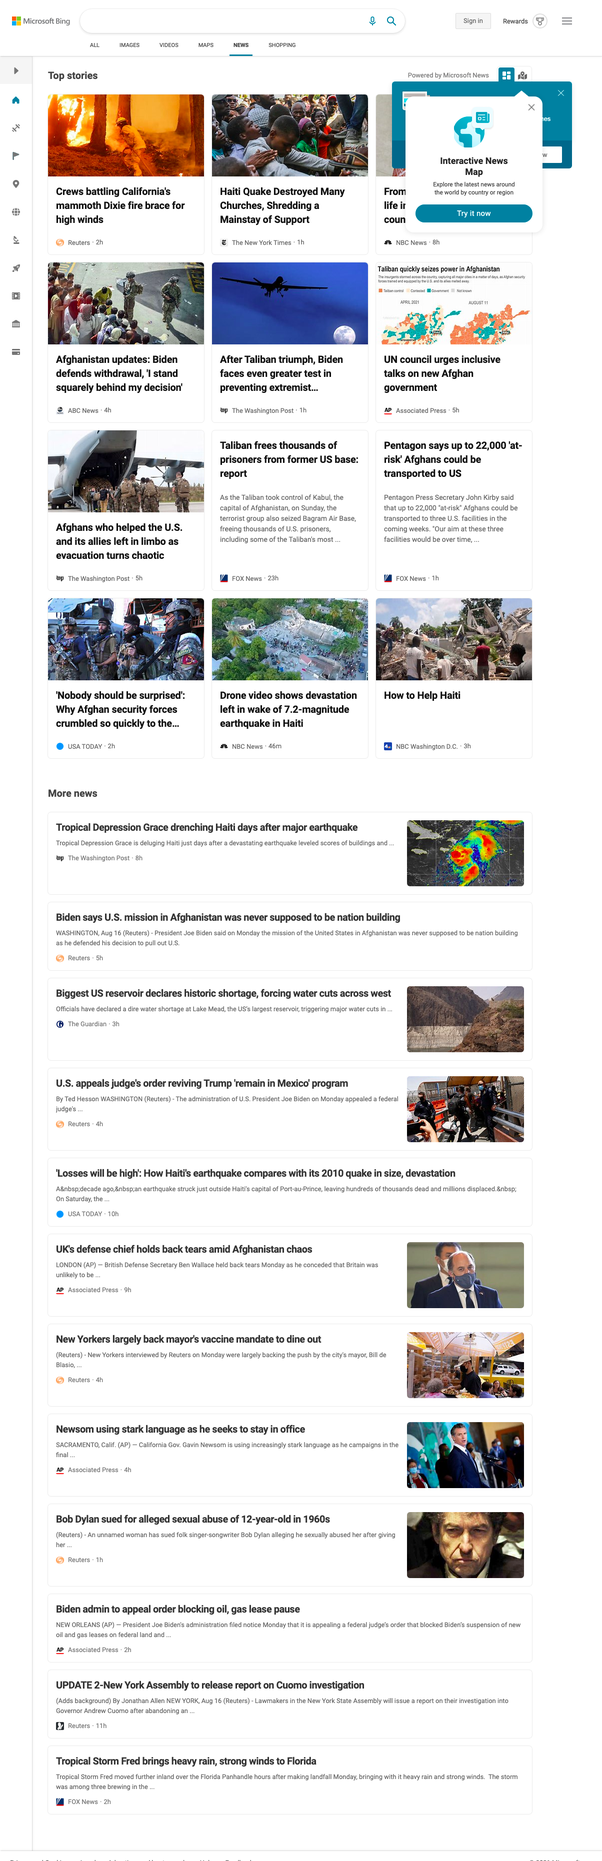 Microsoft Bing
Sign in
Rewards
ALL
IMAGES
VIDEOS
MAPS
NEWS
SHOPPING
Top stories
Powered by Microsoft News
Interactive News
Map
Explore the latest news around
the world by country or region
Try it now
Crews battling California's
mammoth Dixie fire brace for
high winds
Reuters · 2h
Haiti Quake Destroyed Many
Churches, Shredding a
Mainstay of Support
The New York Times · 1h
From
life in
coun
NBC News · 8h
Afghanistan updates: Biden
defends withdrawal, 'I stand
squarely behind my decision'
ABC News · 4h
After Taliban triumph, Biden
faces even greater test in
preventing extremist...
The Washington Post · 1h
Taliban quickly seizes power in Afghanistan
APRIL 2021
AUGUST 11
UN council urges inclusive
talks on new Afghan
government
Associated Press · 5h
Afghans who helped the U.S.
and its allies left in limbo as
evacuation turns chaotic
The Washington Post · 5h
Taliban frees thousands of
prisoners from former US base:
report
As the Taliban took control of Kabul, the
capital of Afghanistan, on Sunday, the
terrorist group also seized Bagram Air Base,
freeing thousands of U.S. prisoners,
including some of the Taliban's most ...
FOX News · 23h
Pentagon says up to 22,000 'at-
risk' Afghans could be
transported to US
Pentagon Press Secretary John Kirby said
that up to 22,000 "at-risk" Afghans could be
transported to three U.S. facilities in the
coming weeks. "Our aim at these three
facilities would be over time, ...
FOX News · 1h
'Nobody should be surprised':
Why Afghan security forces
crumbled so quickly to the...
USA TODAY · 2h
Drone video shows devastation
left in wake of 7.2-magnitude
earthquake in Haiti
NBC News · 46m
How to Help Haiti
NBC Washington D.C. · 3h
More news
Tropical Depression Grace drenching Haiti days after major earthquake
Tropical Depression Grace is deluging Haiti just days after a devastating earthquake leveled scores of buildings and ...
The Washington Post · 8h
Biden says U.S. mission in Afghanistan was never supposed to be nation building
WASHINGTON, Aug 16 (Reuters) - President Joe Biden said on Monday the mission of the United States in Afghanistan was never supposed to be nation building
as he defended his decision to pull out U.S.
Reuters · 5h
Biggest US reservoir declares historic shortage, forcing water cuts across west
Officials have declared a dire water shortage at Lake Mead, the US's largest reservoir, triggering major water cuts in ...
The Guardian · 3h
U.S. appeals judge's order reviving Trump 'remain in Mexico' program
By Ted Hesson WASHINGTON (Reuters) - The administration of U.S. President Joe Biden on Monday appealed a federal
judge's ...
Reuters · 4h
'Losses will be high': How Haiti's earthquake compares with its 2010 quake in size, devastation
A&nbsp;decade ago,&nbsp;an earthquake struck just outside Haiti's capital of Port-au-Prince, leaving hundreds of thousands dead and millions displaced.&nbsp;
On Saturday, the ...
USA TODAY · 10h
UK's defense chief holds back tears amid Afghanistan chaos
LONDON (AP) — British Defense Secretary Ben Wallace held back tears Monday as he conceded that Britain was
unlikely to be ...
Associated Press · 9h
New Yorkers largely back mayor's vaccine mandate to dine out
(Reuters) - New Yorkers interviewed by Reuters on Monday were largely backing the push by the city's mayor, Bill de
Blasio, ...
Reuters · 4h
Newsom using stark language as he seeks to stay in office
SACRAMENTO, Calif. (AP) — California Gov. Gavin Newsom is using increasingly stark language as he campaigns in the
final ...
Associated Press · 4h
Bob Dylan sued for alleged sexual abuse of 12-year-old in 1960s
(Reuters) - An unnamed woman has sued folk singer-songwriter Bob Dylan alleging he sexually abused her after giving
her ...
Reuters · 1h
Biden admin to appeal order blocking oil, gas lease pause
NEW ORLEANS (AP) — President Joe Biden's administration filed notice Monday that it is appealing a federal judge's order that blocked Biden's suspension of new
oil and gas leases on federal land and ...
Associated Press · 2h
UPDATE 2-New York Assembly to release report on Cuomo investigation
(Adds background) By Jonathan Allen NEW YORK, Aug 16 (Reuters) - Lawmakers in the New York State Assembly will issue a report on their investigation into
Governor Andrew Cuomo after abandoning an ...
Reuters · 11h
Tropical Storm Fred brings heavy rain, strong winds to Florida
Tropical Storm Fred moved further inland over the Florida Panhandle hours after making landfall Monday, bringing with it heavy rain and strong winds. The storm
was among three brewing in the ...
FOX News · 2h